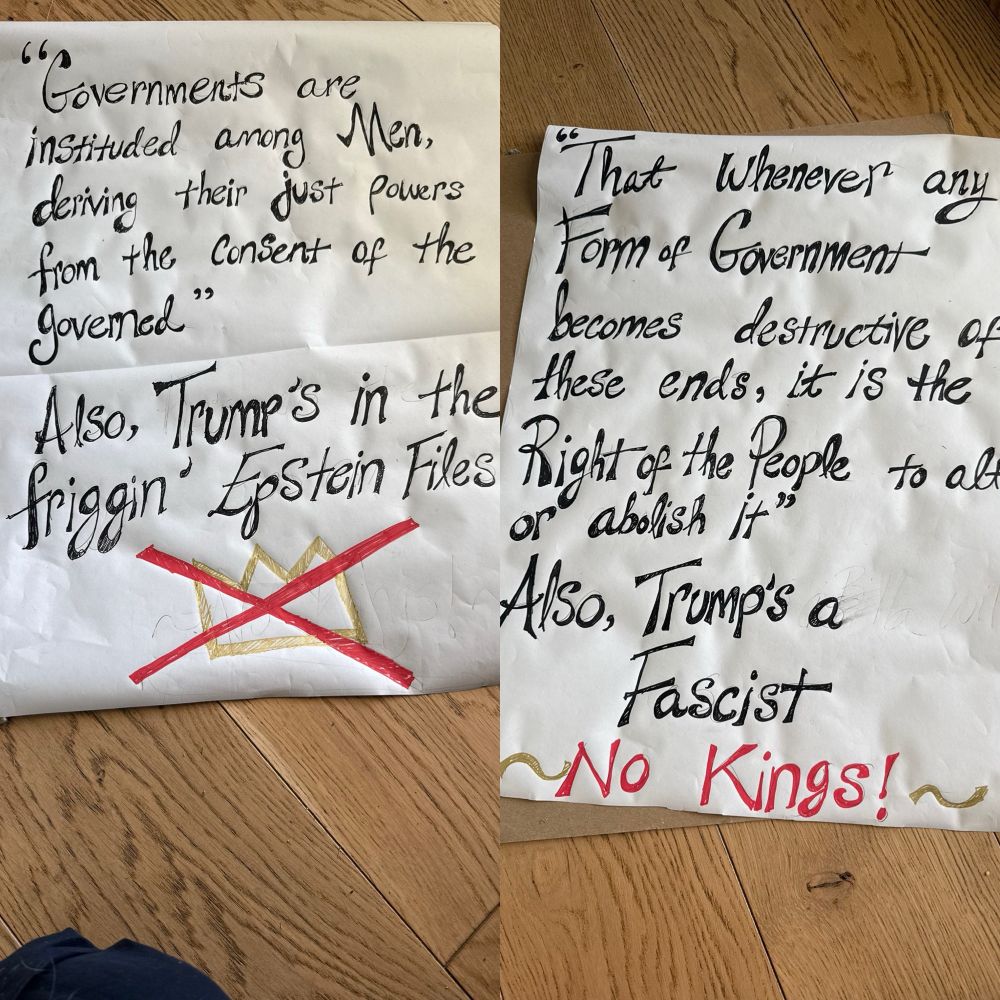 “Governments are
instituded among Men,
deriving their just powers
from the consent of the
governed”
Also, Trump's in the
friggin' Epstein Files
“That whenever any
Form of Government
becomes destructive of
these ends, it is the
Right of the People to alt
or abolish it”
Also, Trump's a
Fascist
~No Kings!~